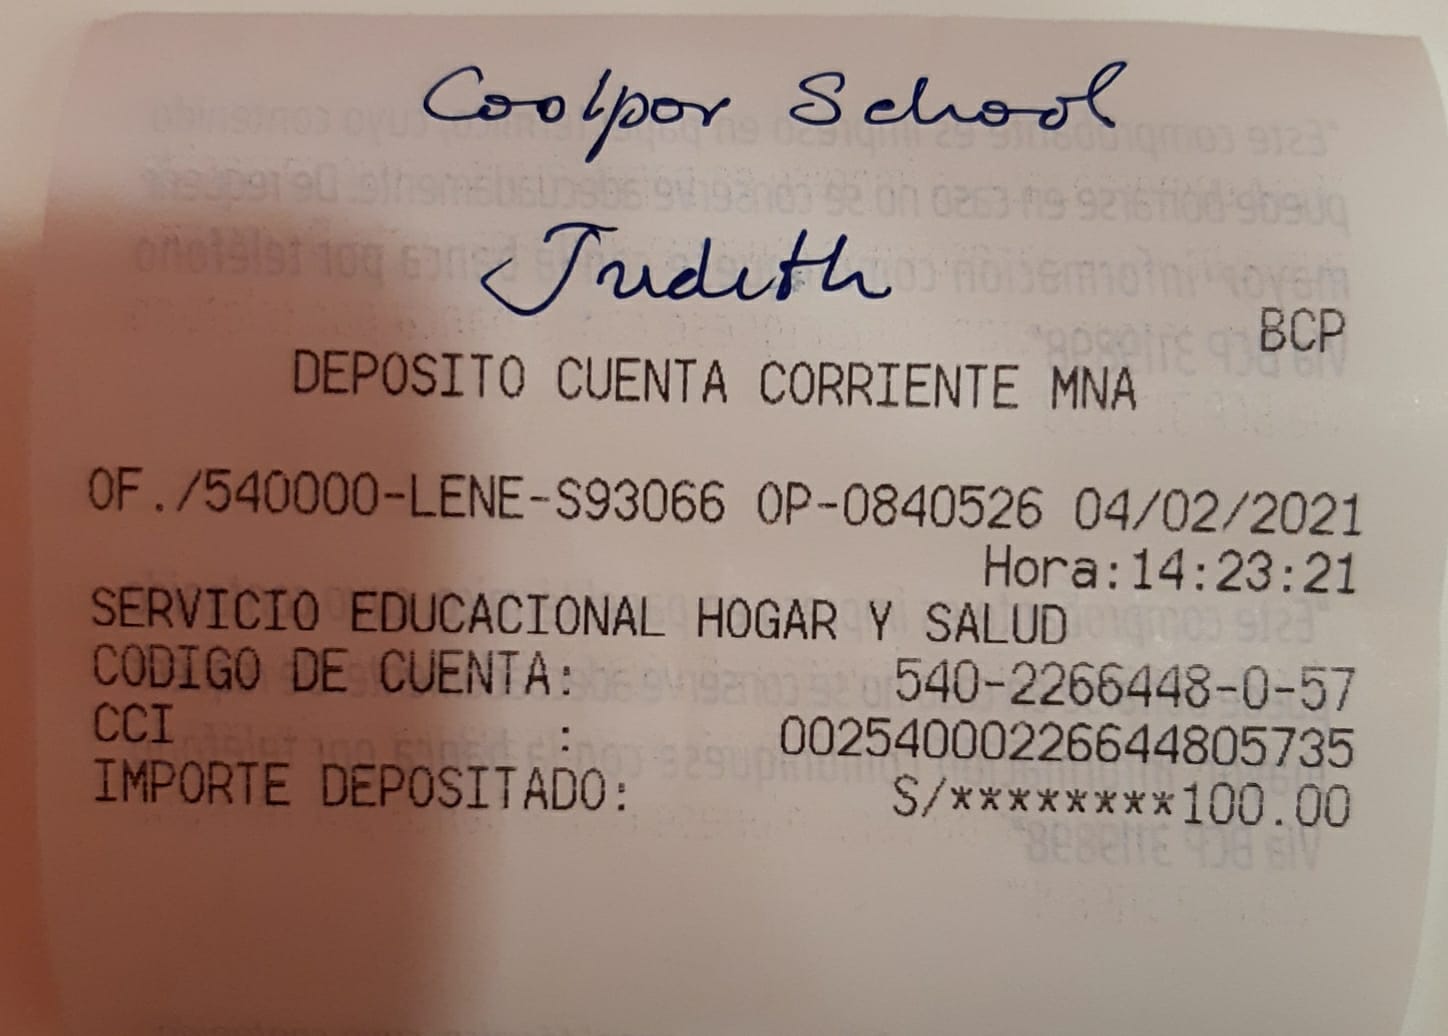 Coolpor School
Judith
BCP
DEPOSITO CUENTA CORRIENTE MNA
OF./540000-LENE-S93066 OP-0840526 04/02/2021
Hora:14:23:21
SERVICIO EDUCACIONAL HOGAR Y SALUD
CODIGO DE CUENTA: 540-2266448-0-57
CCI : 00254000226644805735
IMPORTE DEPOSITADO: S/********100.00